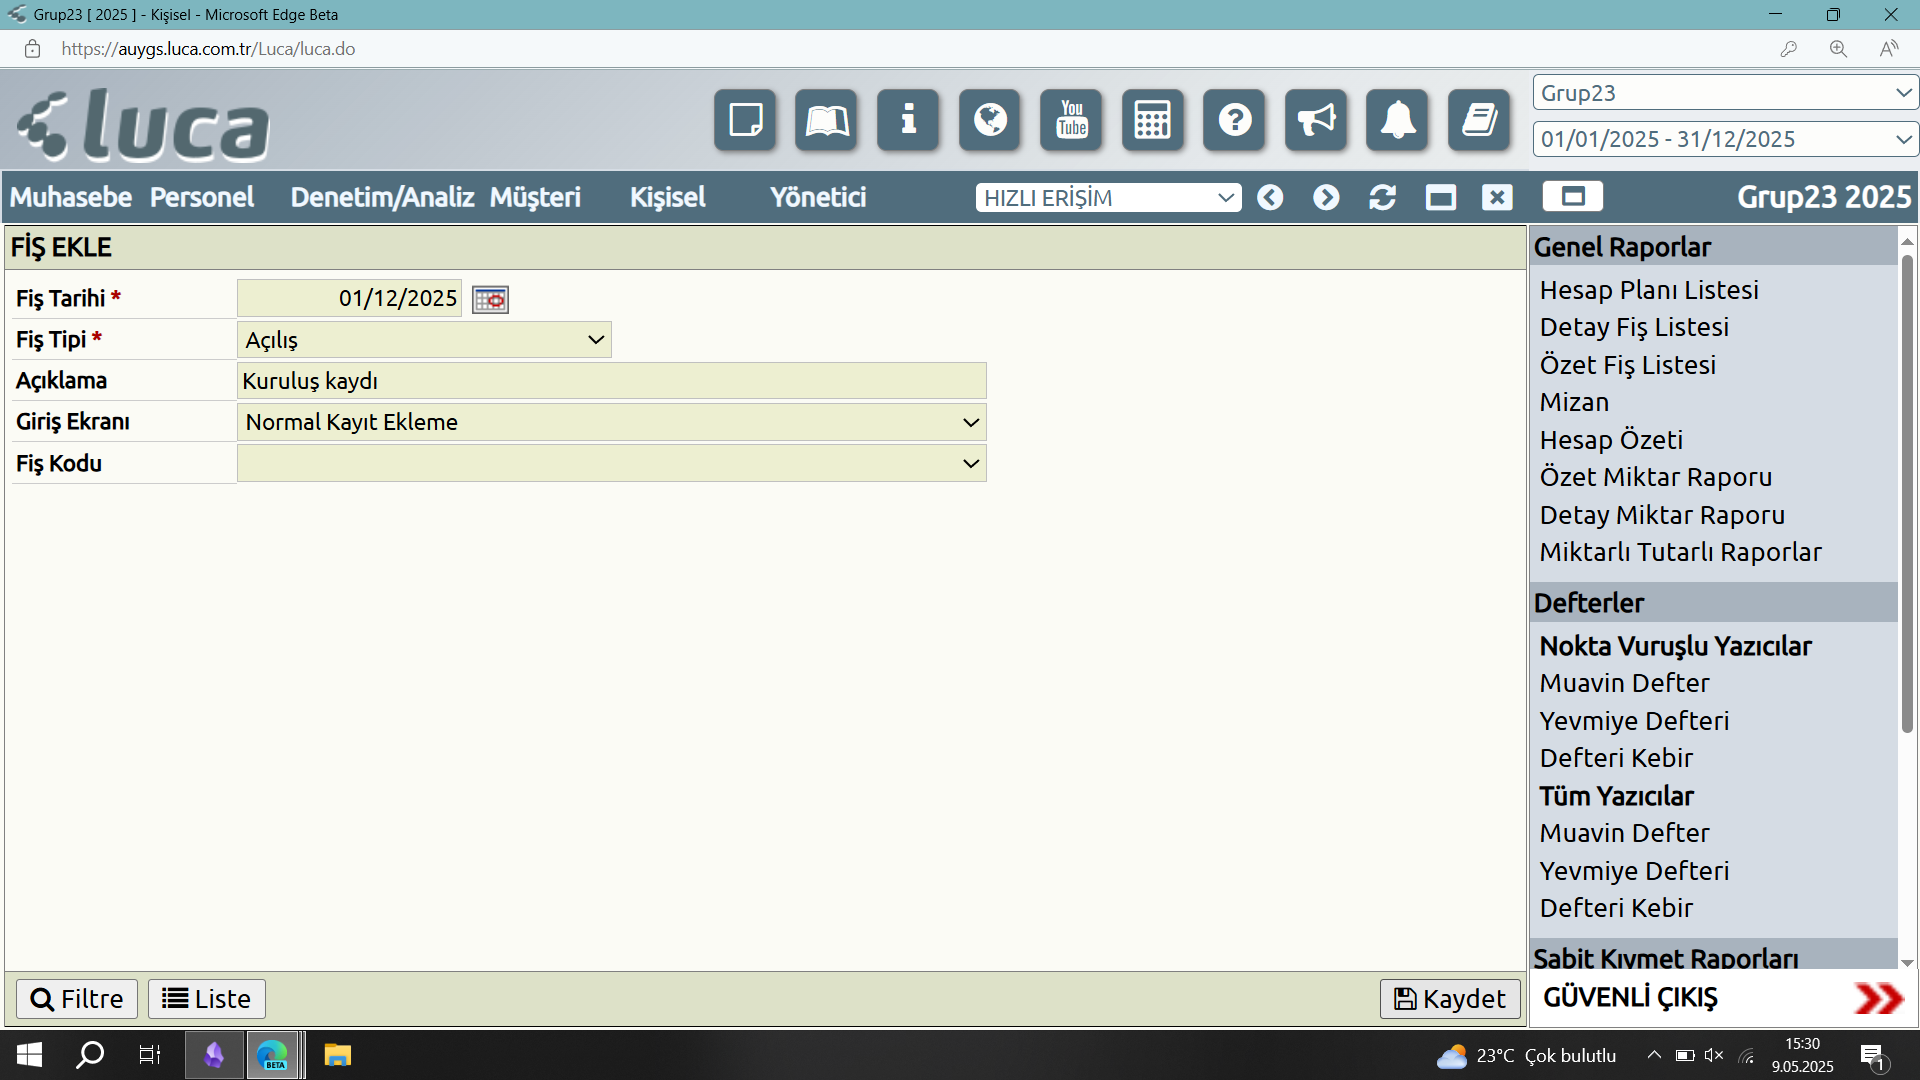 Grup23 [ 2025 ] - Kişisel - Microsoft Edge Beta
https://auygs.luca.com.tr/Luca/luca.do
luca
You Tube
Grup23
01/01/2025 - 31/12/2025
Muhasebe Personel Denetim/Analiz Müşteri Kişisel Yönetici HIZLI ERİŞİM Grup23 2025
FİŞ EKLE
Fiş Tarihi * 01/12/2025
Fiş Tipi * Açılış
Açıklama Kuruluş kaydı
Giriş Ekranı Normal Kayıt Ekleme
Fiş Kodu
Filtre Liste Kaydet
Genel Raporlar
Hesap Planı Listesi
Detay Fiş Listesi
Özet Fiş Listesi
Mizan
Hesap Özeti
Özet Miktar Raporu
Detay Miktar Raporu
Miktarlı Tutarlı Raporlar
Defterler
Nokta Vuruşlu Yazıcılar
Muavin Defter
Yevmiye Defteri
Defteri Kebir
Tüm Yazıcılar
Muavin Defter
Yevmiye Defteri
Defteri Kebir
Sabit Kıymet Raporları
GÜVENLİ ÇIKIŞ
BETA
23°C Çok bulutlu
15:30
9.05.2025
1